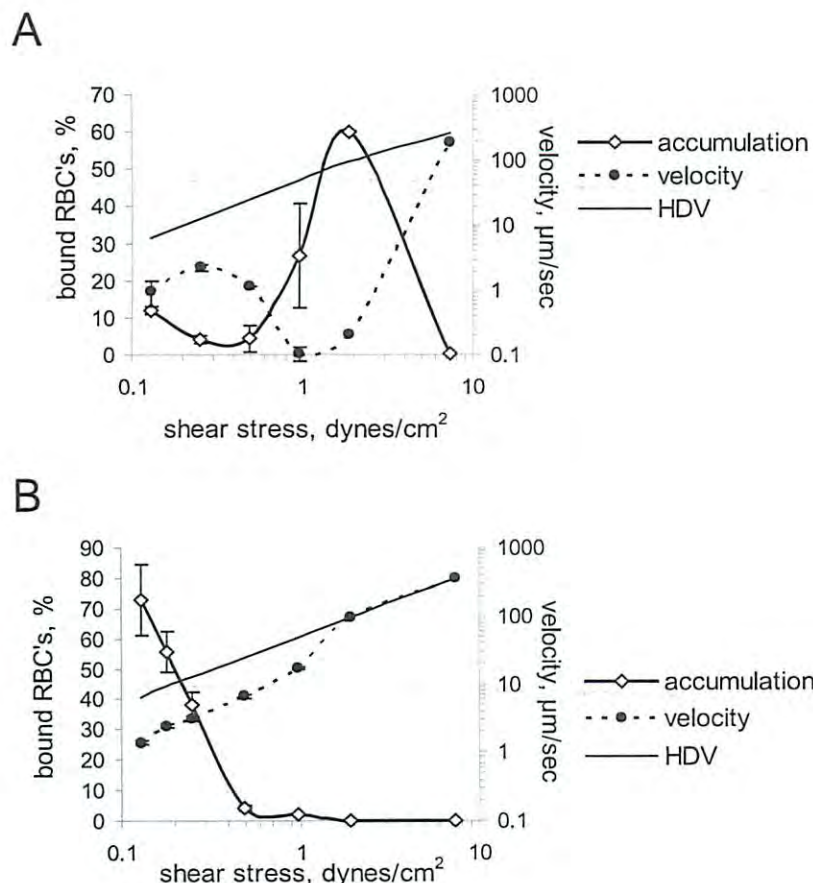 A
70
60
50
40
30
20
10
0
bound RBC's, %
1000
100
10
1
0.1
velocity, µm/sec
0.1 1 10
shear stress, dynes/cm²
accumulation
velocity
HDV
B
90
80
70
60
50
40
30
20
10
0
bound RBC's, %
1000
100
10
1
0.1
velocity, µm/sec
0.1 1 10
shear stress, dynes/cm²
accumulation
velocity
HDV